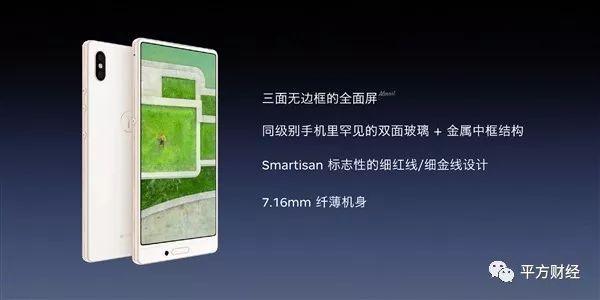 三面无边框的全面屏 Almost
同级别手机里罕见的双面玻璃 + 金属中框结构
Smartisan 标志性的细红线/细金线设计
7.16mm 纤薄机身
平方财经